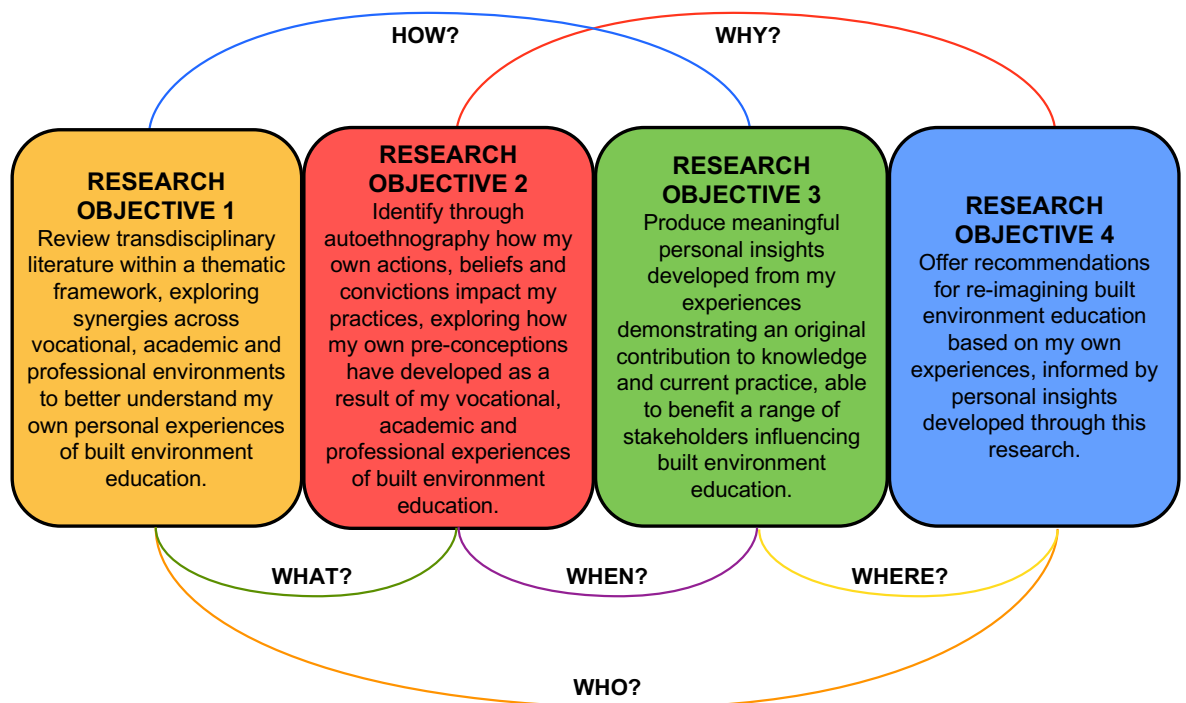 HOW?
WHY?
RESEARCH
OBJECTIVE 1
Review transdisciplinary
literature within a thematic
framework, exploring
synergies across
vocational, academic and
professional environments
to better understand my
own personal experiences
of built environment
education.
RESEARCH
OBJECTIVE 2
Identify through
autoethnography how my
own actions, beliefs and
convictions impact my
practices, exploring how
my own pre-conceptions
have developed as a
result of my vocational,
academic and
professional experiences
of built environment
education.
RESEARCH
OBJECTIVE 3
Produce meaningful
personal insights
developed from my
experiences
demonstrating an original
contribution to knowledge
and current practice, able
to benefit a range of
stakeholders influencing
built environment
education.
RESEARCH
OBJECTIVE 4
Offer recommendations
for re-imagining built
environment education
based on my own
experiences, informed by
personal insights
developed through this
research.
WHAT?
WHEN?
WHERE?
WHO?